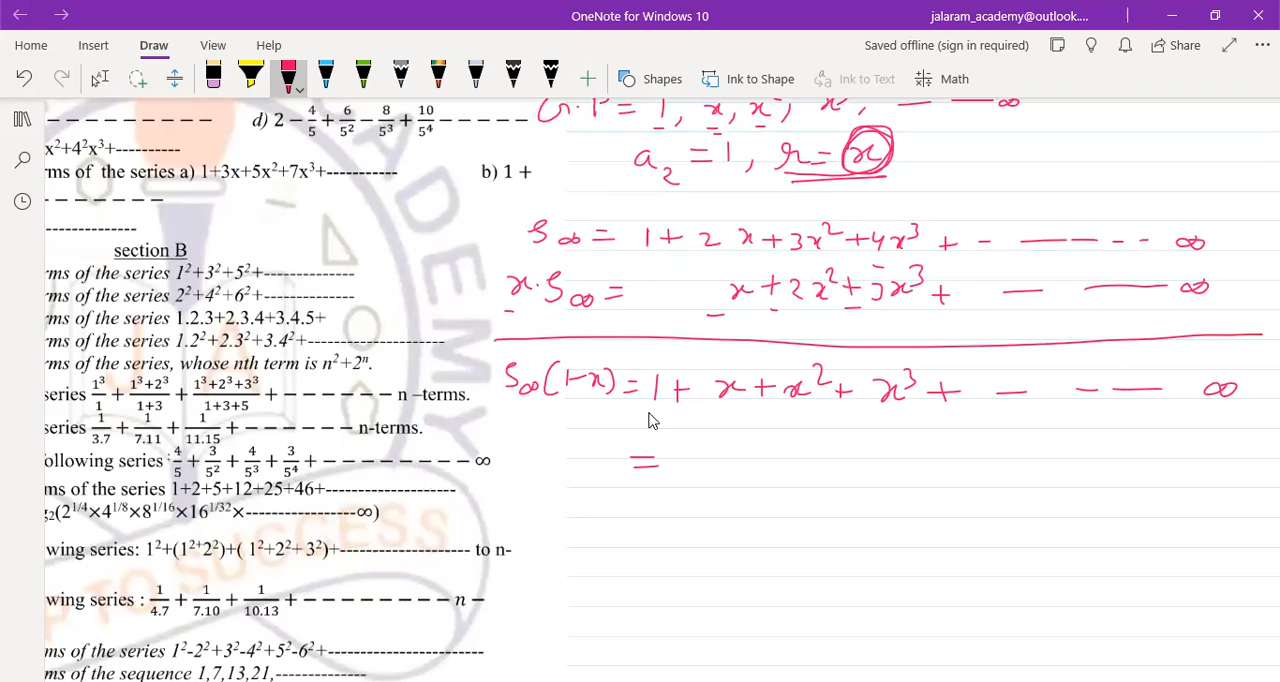 OneNote for Windows 10
jalaram_academy@outlook....
Home Insert Draw View Help
Saved offline (sign in required)
Share
Shapes Ink to Shape Ink to Text Math
- - - - - - - - - d) 2 − 4/5 + 6/5² − 8/5³ + 10/5⁴ - - - - -
x²+4²x³+----------
rms of the series a) 1+3x+5x²+7x³+----------- b) 1 +
- - - - - - -
--------------
section B
rms of the series 1²+3²+5²+--------------
rms of the series 2²+4²+6²+--------------
rms of the series 1.2.3+2.3.4+3.4.5+
rms of the series 1.2²+2.3²+3.4²+---------------------
rms of the series, whose nth term is n²+2ⁿ.
series 1³/1 + (1³+2³)/(1+3) + (1³+2³+3³)/(1+3+5) + - - - - - - - n –terms.
series 1/3.7 + 1/7.11 + 1/11.15 + - - - - - - n-terms.
ollowing series : 4/5 + 3/5² + 4/5³ + 3/5⁴ + - - - - - - - - - ∞
ms of the series 1+2+5+12+25+46+-------------------
g₂(2^1/4×4^1/8×8^1/16×16^1/32×----------------∞)
wing series: 1²+(1²⁺2²)+( 1²+2²+ 3²)+-------------------- to n-
wing series : 1/4.7 + 1/7.10 + 1/10.13 + - - - - - - - - n −
ms of the series 1²-2²+3²-4²+5²-6²+------------------------
ms of the sequence 1,7,13,21,--------------
G.P = 1, x, x², x³, — — ∞
a₂ = 1, r = x
S∞ = 1 + 2x + 3x² + 4x³ + - — - - ∞
x.S∞ = x + 2x² + 3x³ + — — ∞
S∞(1-x) = 1 + x + x² + x³ + — - — ∞
=
ACADEMY
TO SUCCESS